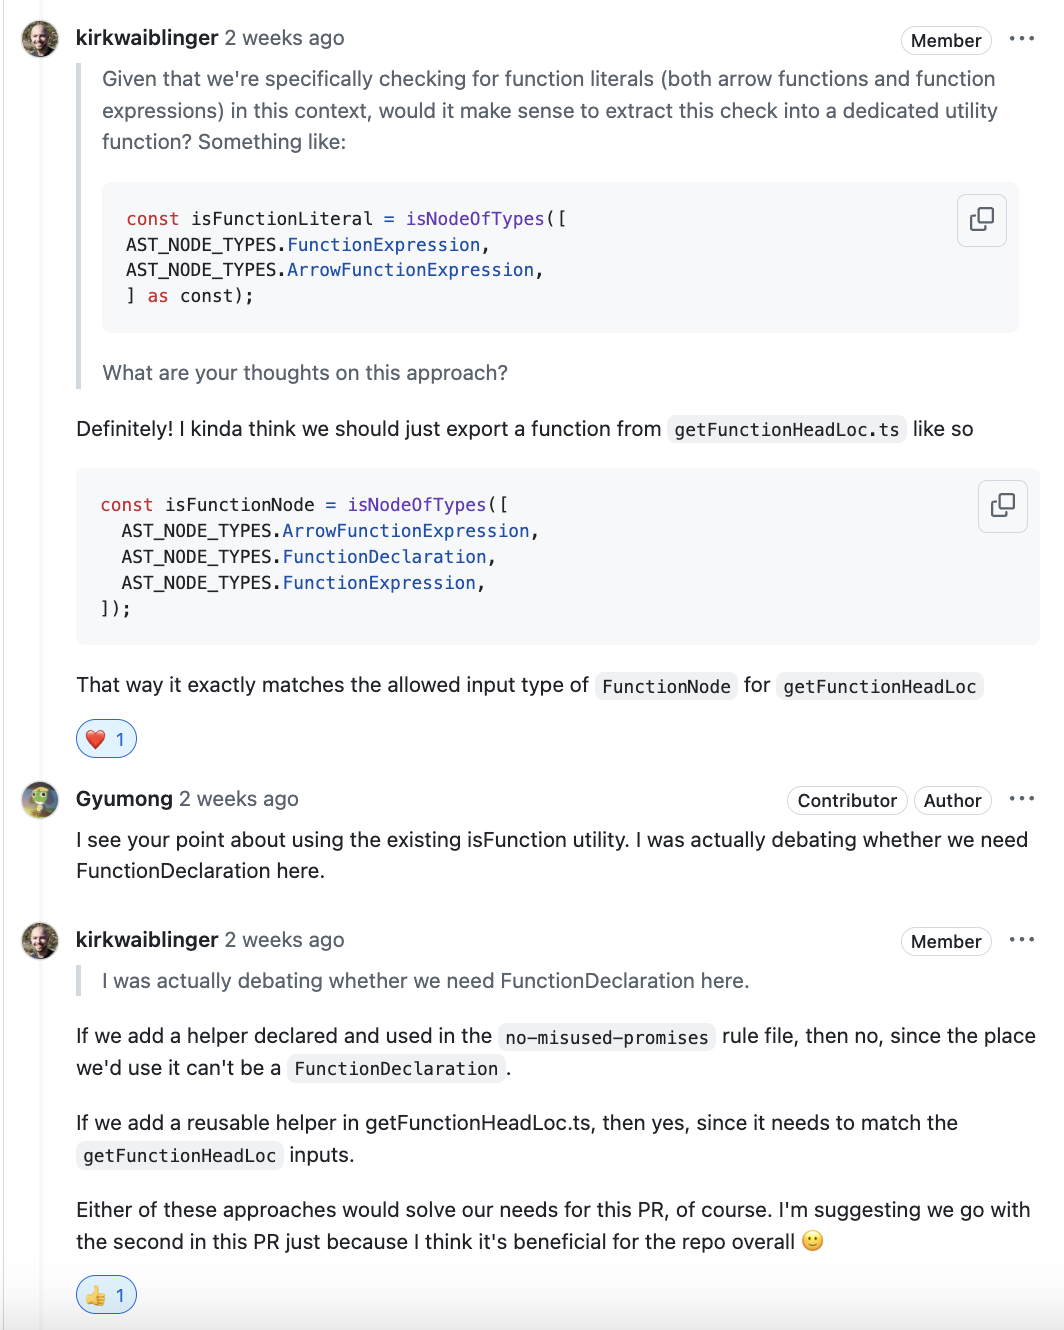 kirkwaiblinger 2 weeks ago Member
Given that we're specifically checking for function literals (both arrow functions and function
expressions) in this context, would it make sense to extract this check into a dedicated utility
function? Something like:
const isFunctionLiteral = isNodeOfTypes([
AST_NODE_TYPES.FunctionExpression,
AST_NODE_TYPES.ArrowFunctionExpression,
] as const);
What are your thoughts on this approach?
Definitely! I kinda think we should just export a function from getFunctionHeadLoc.ts like so
const isFunctionNode = isNodeOfTypes([
  AST_NODE_TYPES.ArrowFunctionExpression,
  AST_NODE_TYPES.FunctionDeclaration,
  AST_NODE_TYPES.FunctionExpression,
]);
That way it exactly matches the allowed input type of FunctionNode for getFunctionHeadLoc
❤️ 1
Gyumong 2 weeks ago Contributor Author
I see your point about using the existing isFunction utility. I was actually debating whether we need
FunctionDeclaration here.
kirkwaiblinger 2 weeks ago Member
I was actually debating whether we need FunctionDeclaration here.
If we add a helper declared and used in the no-misused-promises rule file, then no, since the place
we'd use it can't be a FunctionDeclaration.
If we add a reusable helper in getFunctionHeadLoc.ts, then yes, since it needs to match the
getFunctionHeadLoc inputs.
Either of these approaches would solve our needs for this PR, of course. I'm suggesting we go with
the second in this PR just because I think it's beneficial for the repo overall 🙂
👍 1